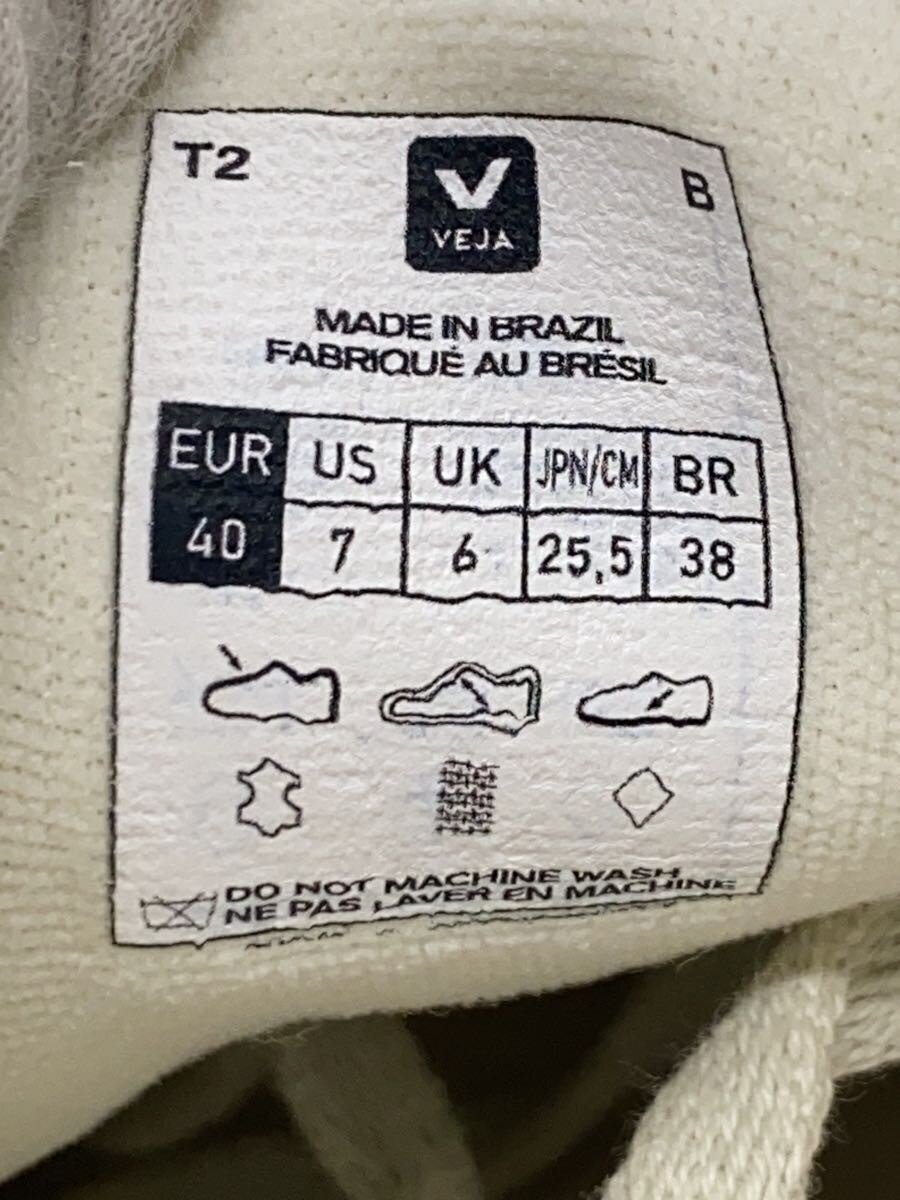 T2
B
VEJA
MADE IN BRAZIL
FABRIQUÉ AU BRÉSIL
EUR US UK JPN/CM BR
40 7 6 25,5 38
DO NOT MACHINE WASH
NE PAS LAVER EN MACHINE